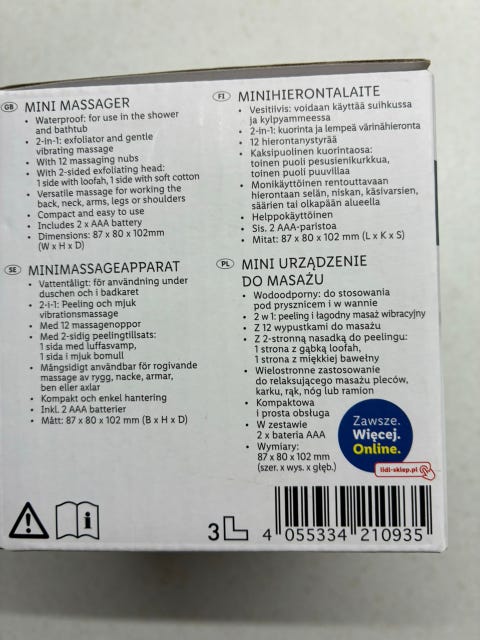 GB MINI MASSAGER
• Waterproof: for use in the shower
and bathtub
• 2-in-1: exfoliator and gentle
vibrating massage
• With 12 massaging nubs
• With 2-sided exfoliating head:
1 side with loofah, 1 side with soft cotton
• Versatile massage for working the
back, neck, arms, legs or shoulders
• Compact and easy to use
• Includes 2 x AAA battery
• Dimensions: 87 x 80 x 102mm
(W x H x D)
SE MINIMASSAGEAPPARAT
• Vattentåligt: för användning under
duschen och i badkaret
• 2-i-1: peeling och mjuk
vibrationsmassage
• Med 12 massagenoppor
• Med 2-sidig peelingtillsats:
1 sida med luffasvamp,
1 sida i mjuk bomull
• Mångsidigt användbar för rogivande
massage av rygg, nacke, armar,
ben eller axlar
• Kompakt och enkel hantering
• Inkl. 2 AAA batterier
• Mått: 87 x 80 x 102 mm (B x H x D)
FI MINIHIERONTALAITE
• Vesitiivis: voidaan käyttää suihkussa
ja kylpyammeessa
• 2-in-1: kuorinta ja lempeä värinähieronta
• 12 hierontanystyrää
• Kaksipuolinen kuorintaosa:
toinen puoli pesusienikurkkua,
toinen puoli puuvillaa
• Monikäyttöinen rentouttavaan
hierontaan selän, niskan, käsivarsien,
säärien tai olkapään alueella
• Helppokäyttöinen
• Sis. 2 AAA-paristoa
• Mitat: 87 x 80 x 102 mm (L x K x S)
PL MINI URZĄDZENIE
DO MASAŻU
• Wodoodporny: do stosowania
pod prysznicem i w wannie
• 2 w 1: peeling i łagodny masaż wibracyjny
• Z 12 wypustkami do masażu
• Z 2-stronną nasadką do peelingu:
1 strona z gąbką loofah,
1 strona z miękkiej bawełny
• Wielostronne zastosowanie
do relaksującego masażu pleców,
karku, rąk, nóg lub ramion
• Kompaktowa
i prosta obsługa
• W zestawie
2 x bateria AAA
• Wymiary:
87 x 80 x 102 mm
(szer. x wys. x głęb.)
Zawsze.
Więcej.
Online.
lidl-sklep.pl
3
4 055334 210935